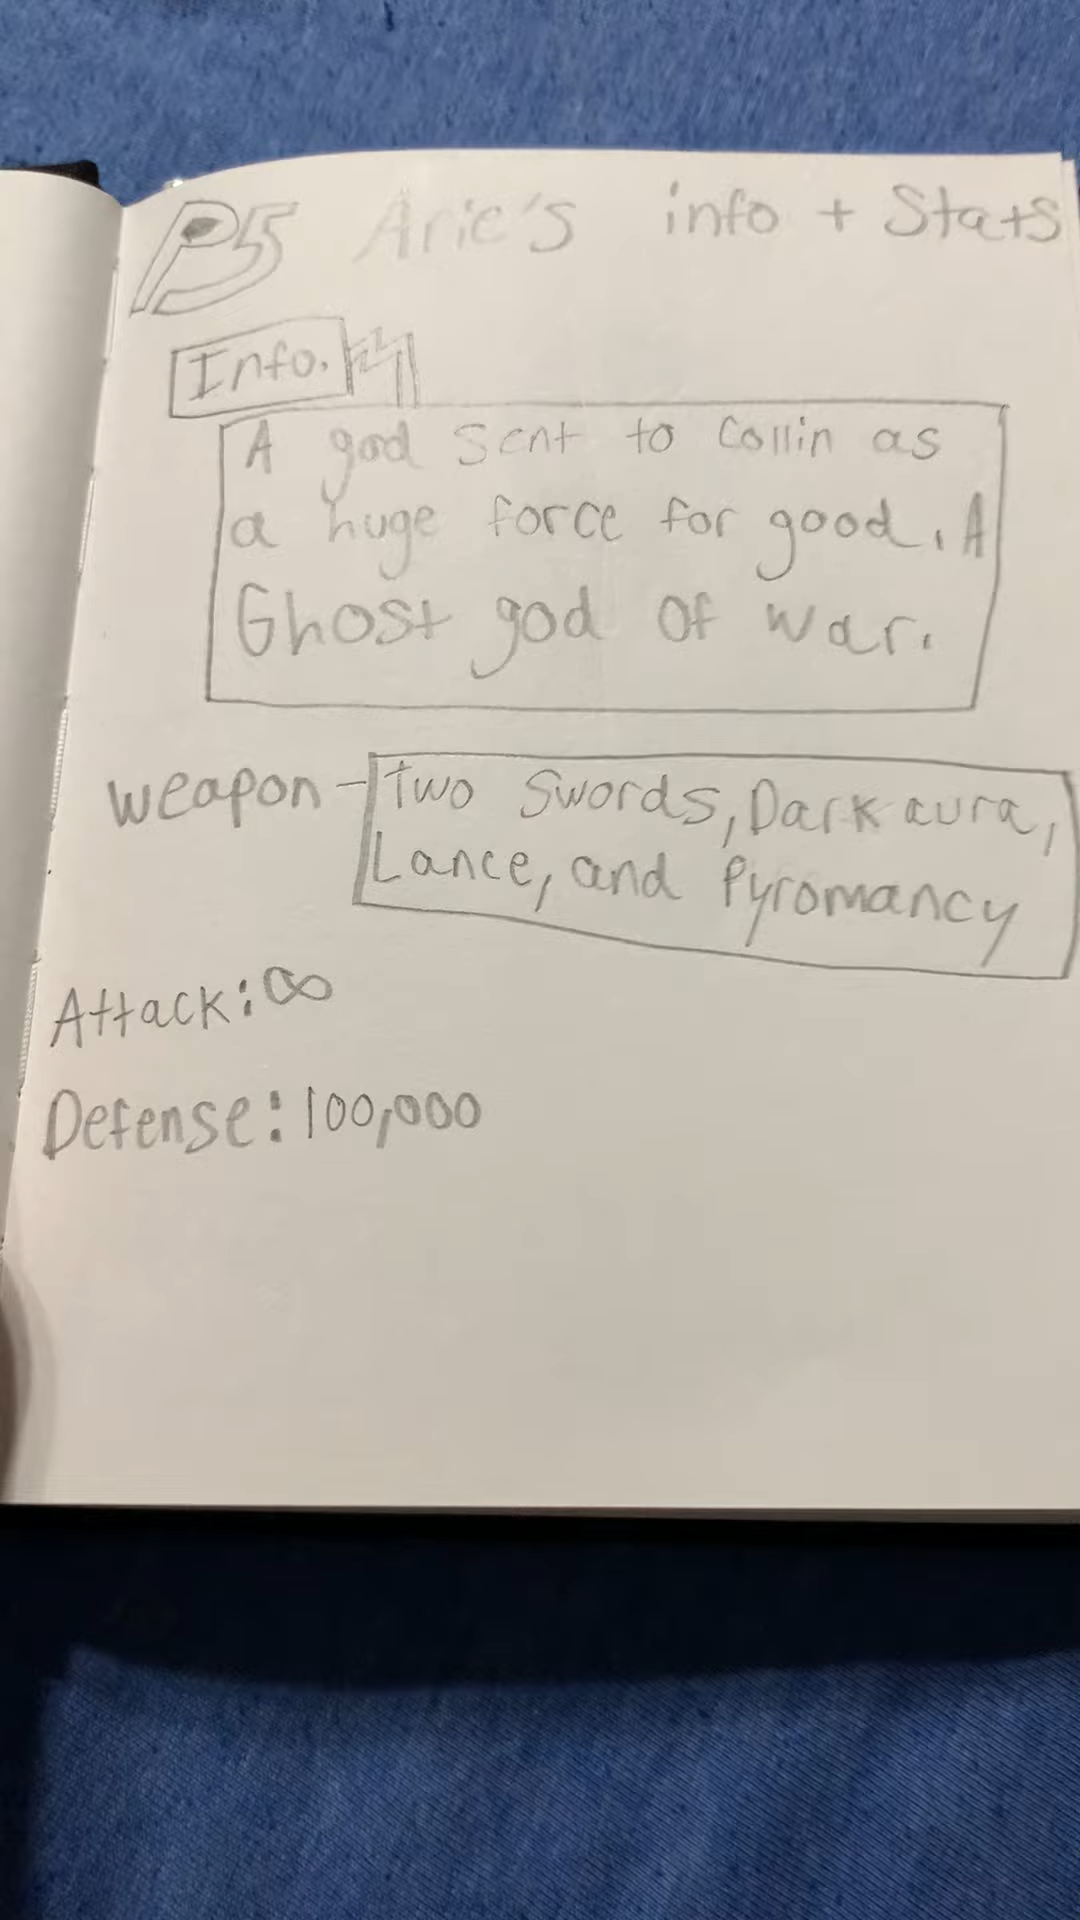 P5 Arie's info + Stats
Info.
A god sent to Collin as
a huge force for good. A
Ghost god of war.
weapon - Two Swords, Dark aura,
Lance, and Pyromancy
Attack: ∞
Defense: 100,000